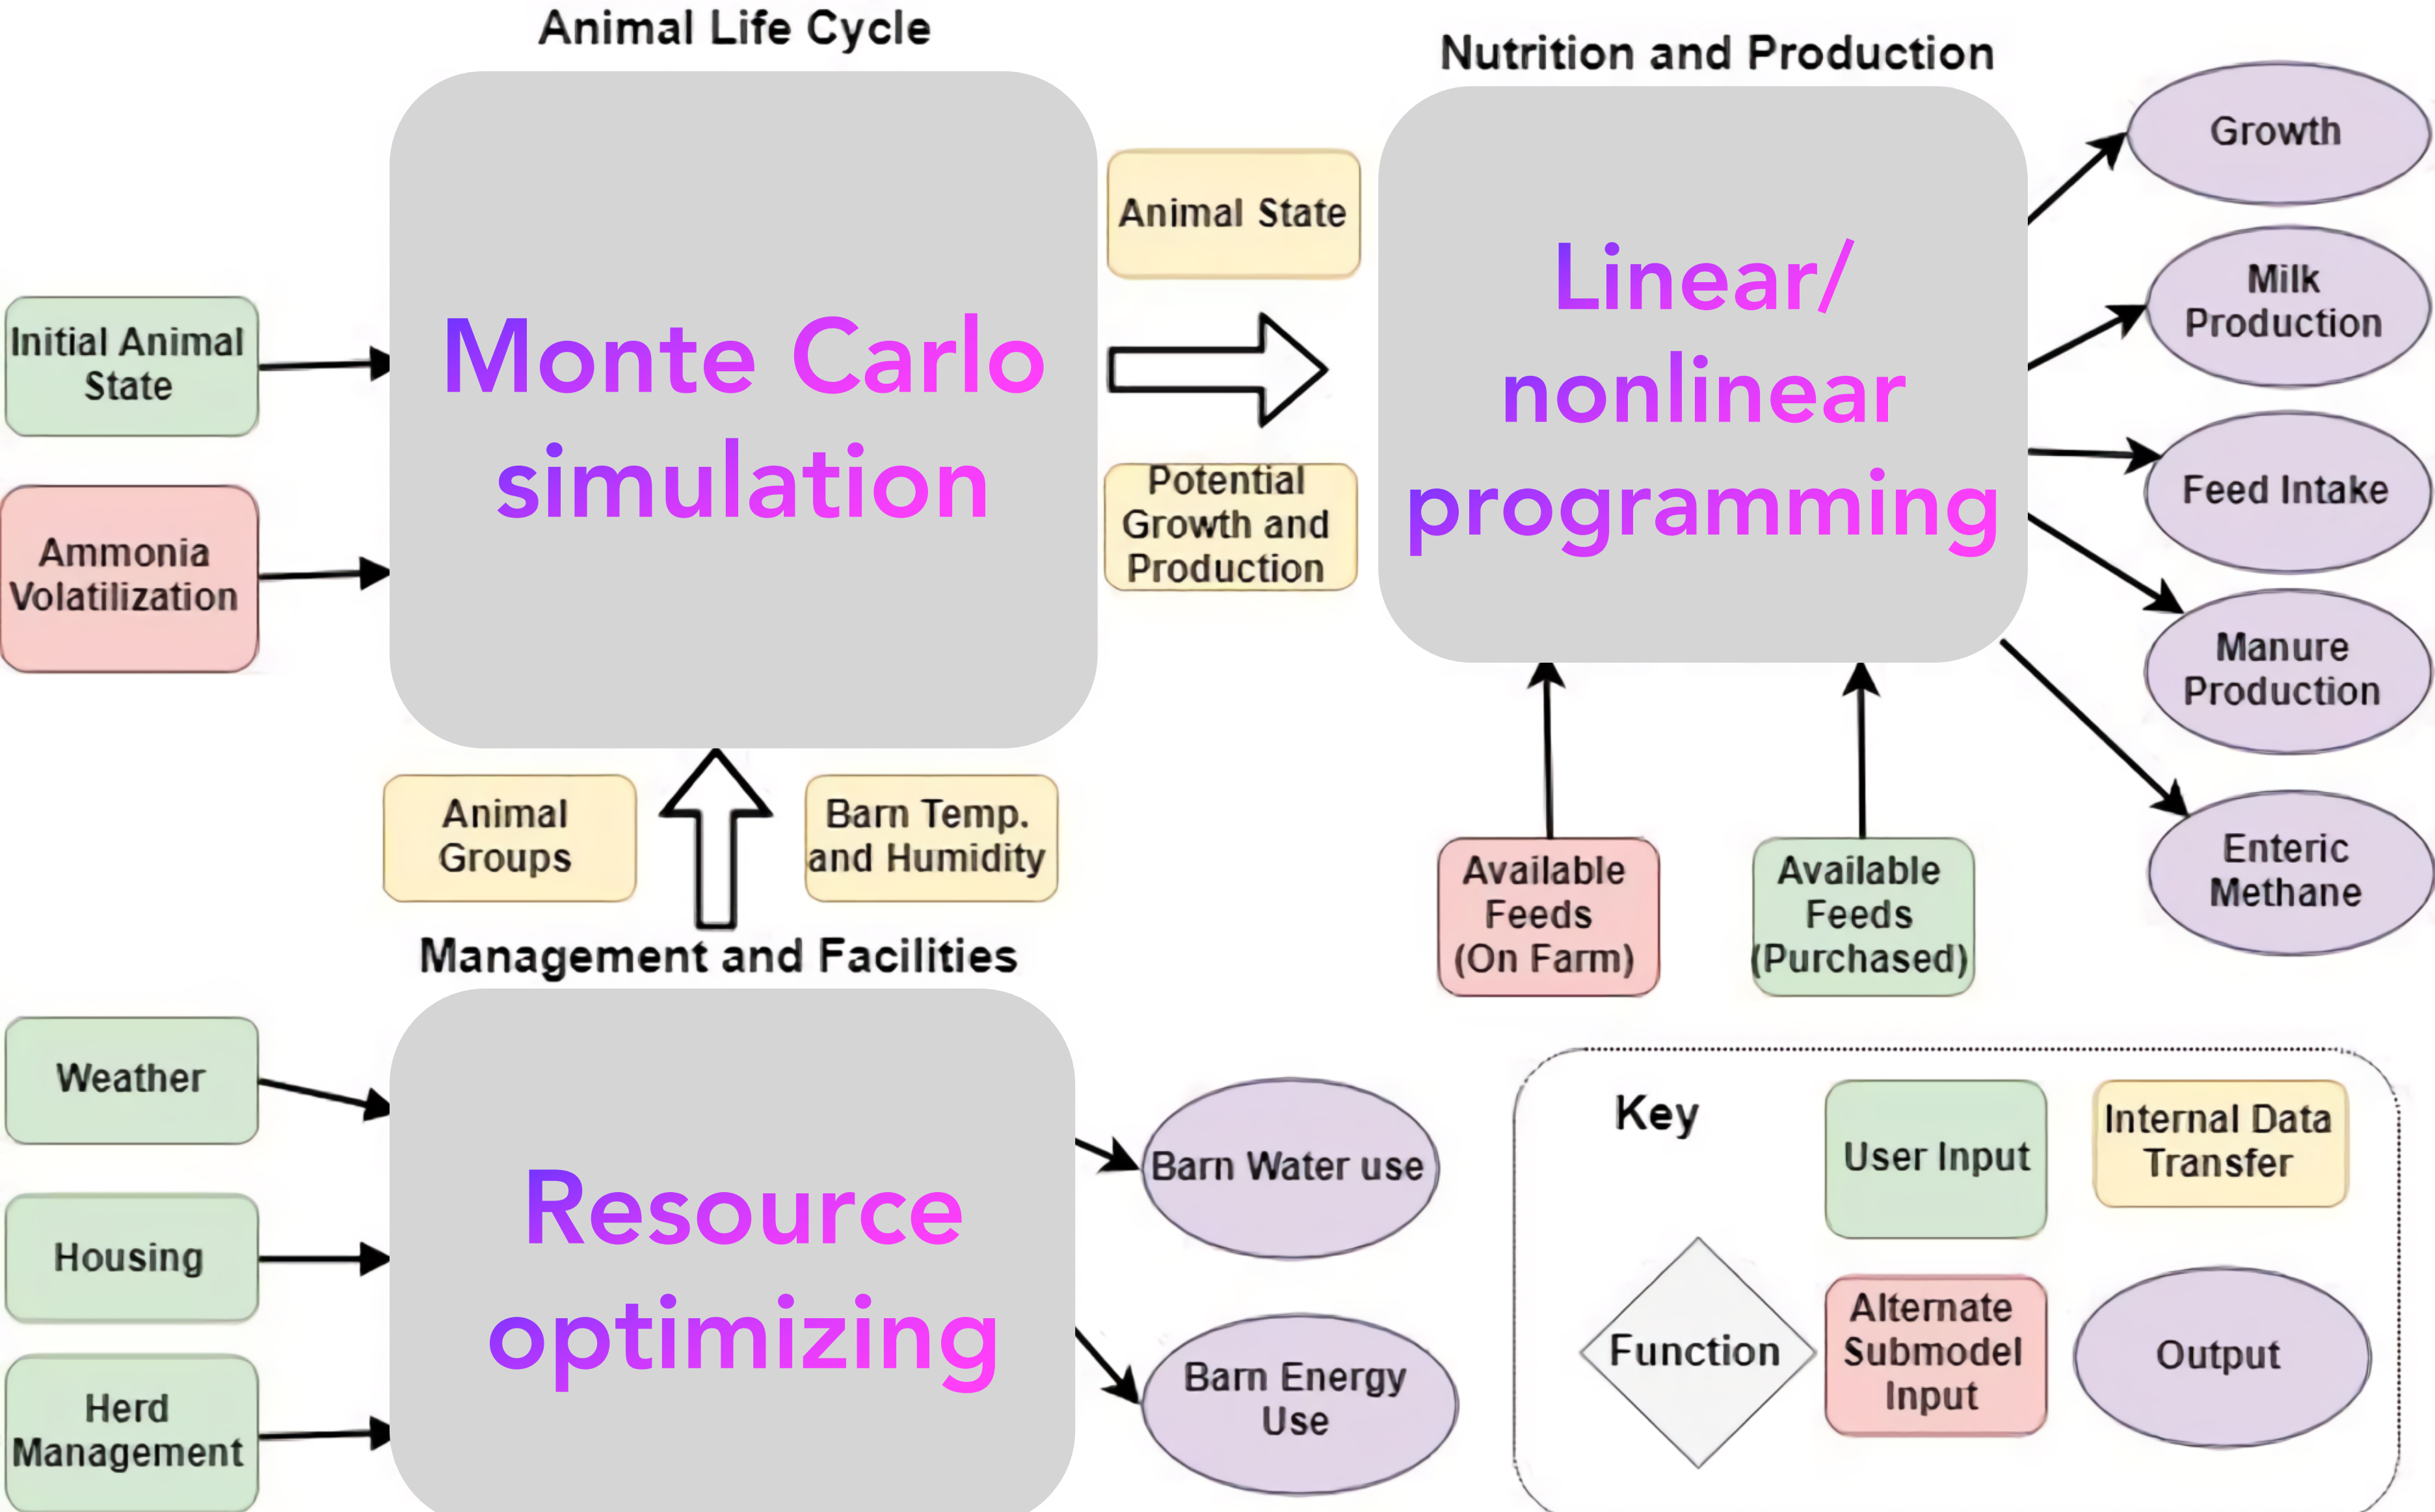 Animal Life Cycle
Nutrition and Production
Monte Carlo
simulation
Linear/
nonlinear
programming
Initial Animal
State
Ammonia
Volatilization
Animal State
Potential
Growth and
Production
Growth
Milk
Production
Feed Intake
Manure
Production
Enteric
Methane
Animal
Groups
Barn Temp.
and Humidity
Available
Feeds
(On Farm)
Available
Feeds
(Purchased)
Management and Facilities
Weather
Housing
Herd
Management
Resource
optimizing
Barn Water use
Barn Energy
Use
Key
User Input
Internal Data
Transfer
Function
Alternate
Submodel
Input
Output